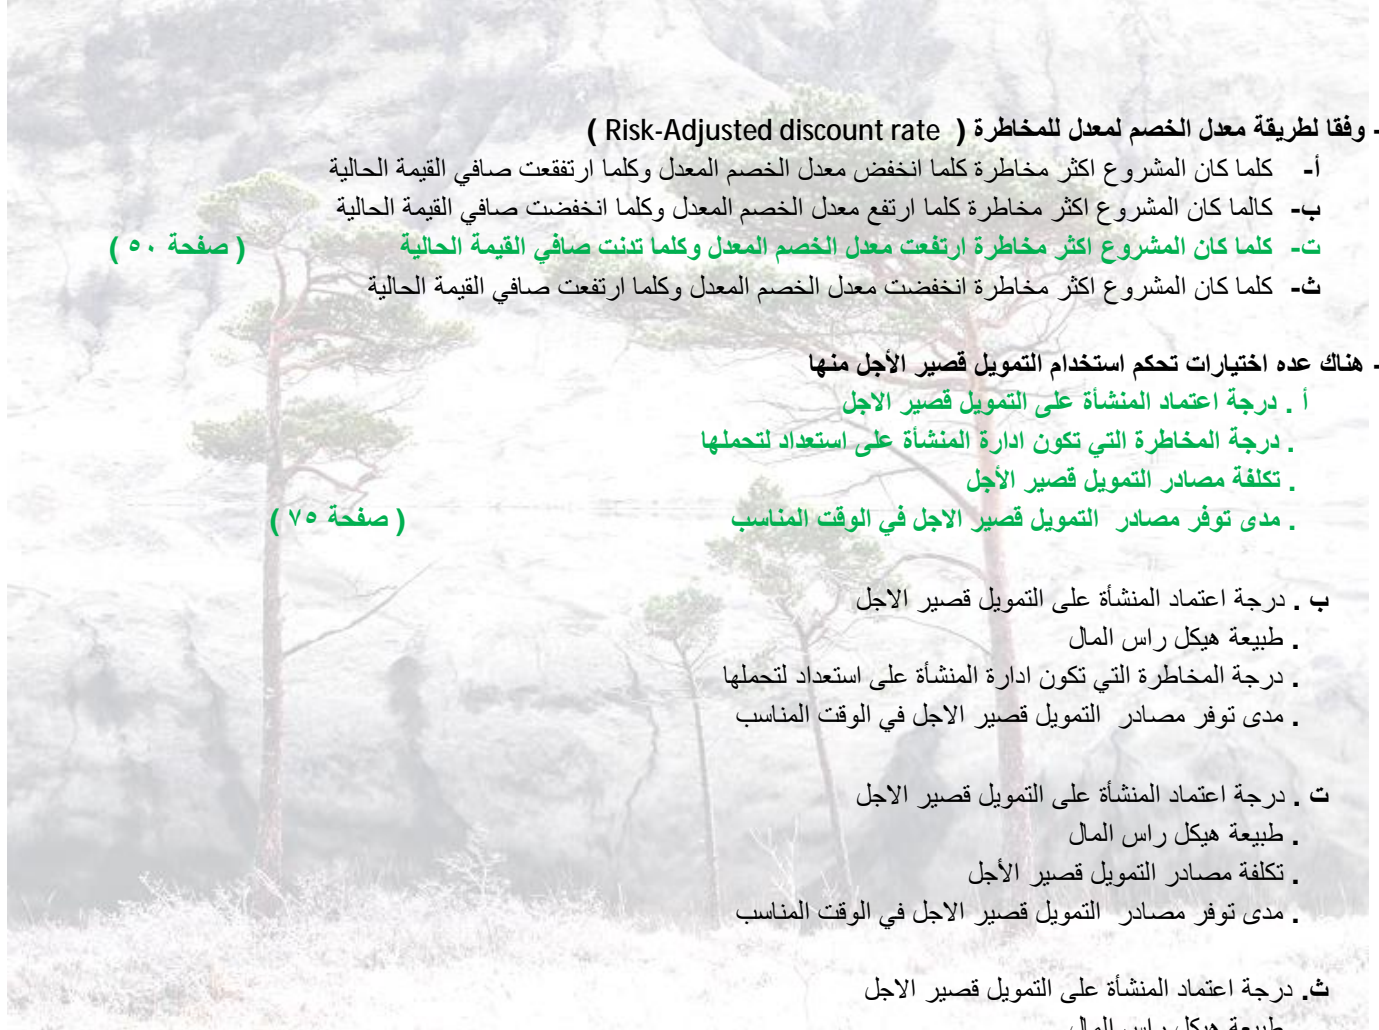 - وفقا لطريقة معدل الخصم لمعدل للمخاطرة ( Risk-Adjusted discount rate )
أ- كلما كان المشروع اكثر مخاطرة كلما انخفض معدل الخصم المعدل وكلما ارتفقعت صافي القيمة الحالية
ب- كالما كان المشروع اكثر مخاطرة كلما ارتفع معدل الخصم المعدل وكلما انخفضت صافي القيمة الحالية
ت- كلما كان المشروع اكثر مخاطرة ارتفعت معدل الخصم المعدل وكلما تدنت صافي القيمة الحالية ( صفحة ٥٠ )
ث- كلما كان المشروع اكثر مخاطرة انخفضت معدل الخصم المعدل وكلما ارتفعت صافي القيمة الحالية
- هناك عده اختيارات تحكم استخدام التمويل قصير الأجل منها
أ . درجة اعتماد المنشأة على التمويل قصير الاجل
. درجة المخاطرة التي تكون ادارة المنشأة على استعداد لتحملها
. تكلفة مصادر التمويل قصير الأجل
. مدى توفر مصادر التمويل قصير الاجل في الوقت المناسب ( صفحة ٧٥ )
ب . درجة اعتماد المنشأة على التمويل قصير الاجل
. طبيعة هيكل راس المال
. درجة المخاطرة التي تكون ادارة المنشأة على استعداد لتحملها
. مدى توفر مصادر التمويل قصير الاجل في الوقت المناسب
ت . درجة اعتماد المنشأة على التمويل قصير الاجل
. طبيعة هيكل راس المال
. تكلفة مصادر التمويل قصير الأجل
. مدى توفر مصادر التمويل قصير الاجل في الوقت المناسب
ث. درجة اعتماد المنشأة على التمويل قصير الاجل
. طبيعة هيكل راس المال